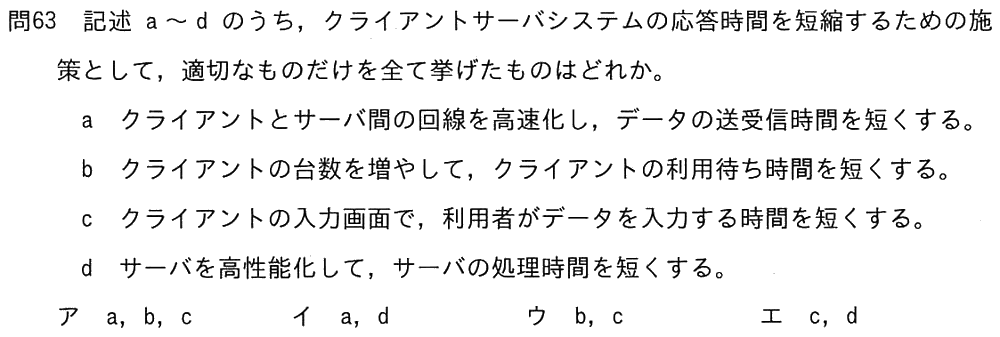 問63 記述 a ～ d のうち，クライアントサーバシステムの応答時間を短縮するための施
策として，適切なものだけを全て挙げたものはどれか。
a クライアントとサーバ間の回線を高速化し，データの送受信時間を短くする。
b クライアントの台数を増やして，クライアントの利用待ち時間を短くする。
c クライアントの入力画面で，利用者がデータを入力する時間を短くする。
d サーバを高性能化して，サーバの処理時間を短くする。
ア a, b, c イ a, d ウ b, c エ c, d